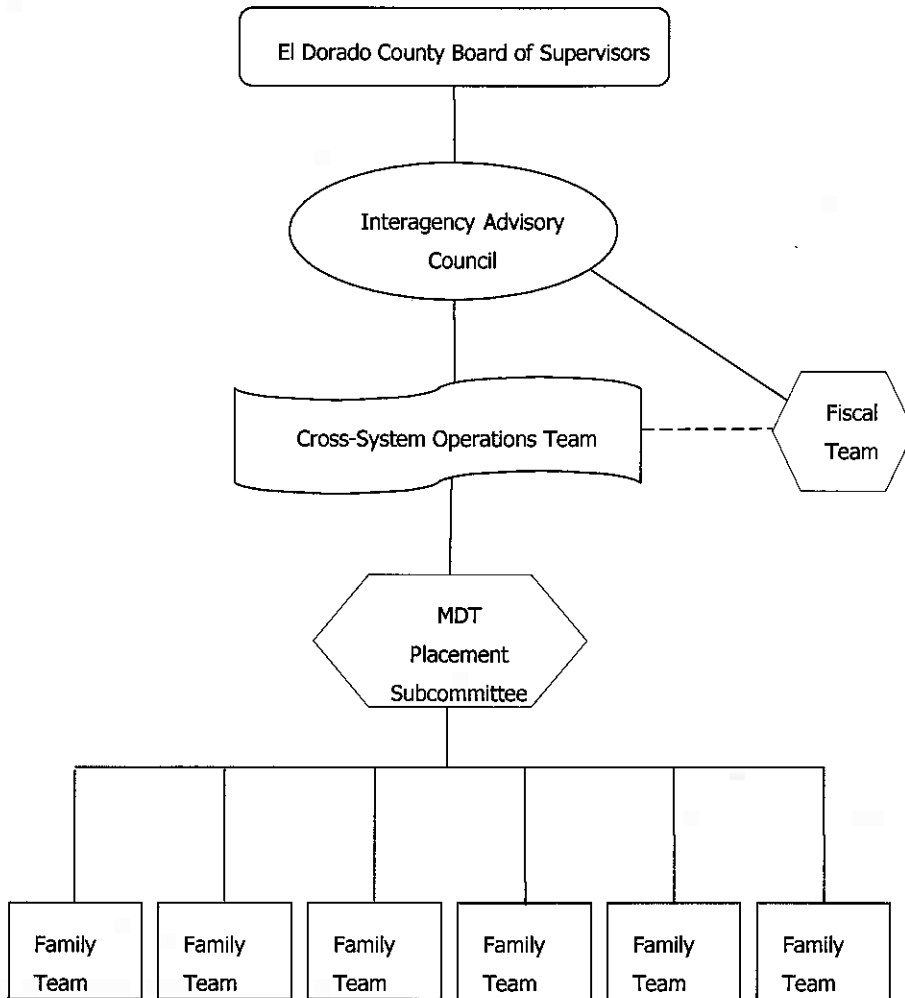 El Dorado County Board of Supervisors
Interagency Advisory
Council
Cross-System Operations Team
Fiscal
Team
MDT
Placement
Subcommittee
Family
Team
Family
Team
Family
Team
Family
Team
Family
Team
Family
Team